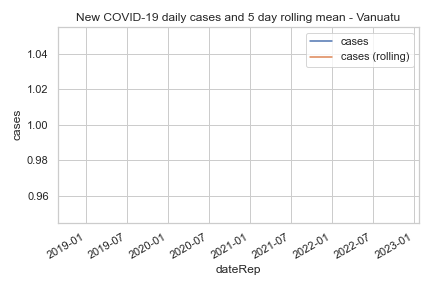 New COVID-19 daily cases and 5 day rolling mean - Vanuatu
cases
cases (rolling)
1.04
1.02
1.00
0.98
0.96
cases
2019-01
2019-07
2020-01
2020-07
2021-01
2021-07
2022-01
2022-07
2023-01
dateRep